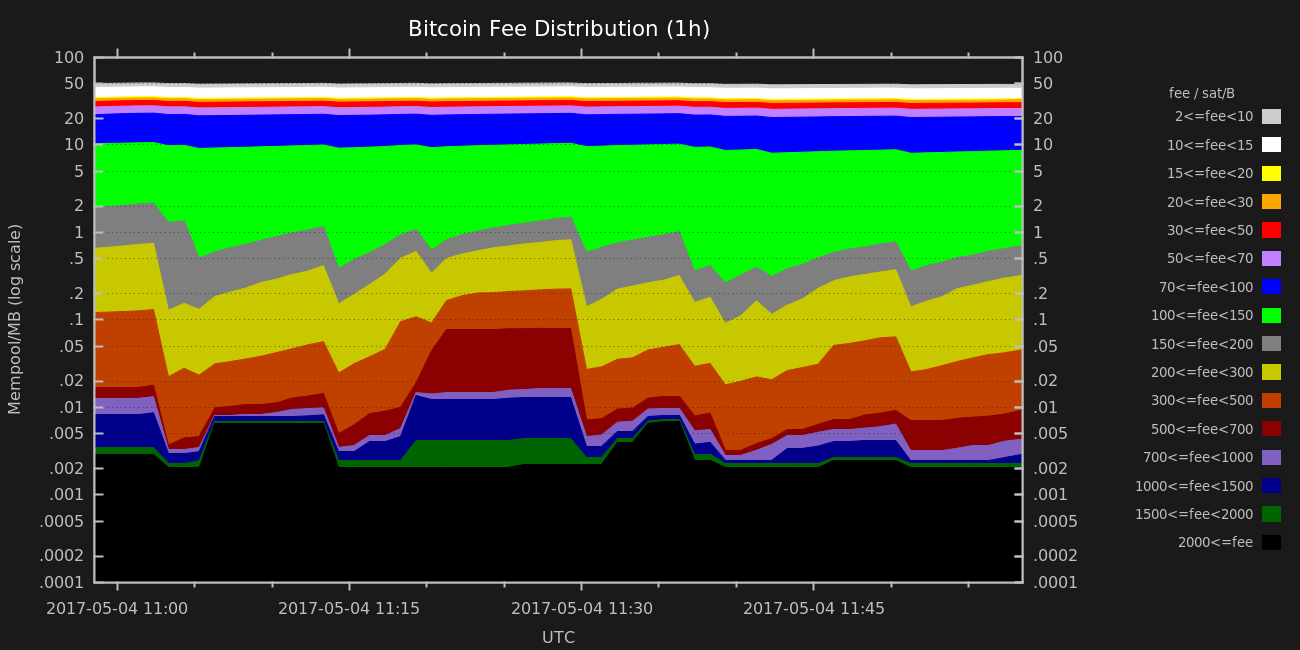 Bitcoin Fee Distribution (1h)
100 100
50 50
20 20
10 10
5 5
2 2
1 1
.5 .5
.2 .2
.1 .1
.05 .05
.02 .02
.01 .01
.005 .005
.002 .002
.001 .001
.0005 .0005
.0002 .0002
.0001 .0001
Mempool/MB (log scale)
2017-05-04 11:00 2017-05-04 11:15 2017-05-04 11:30 2017-05-04 11:45
UTC
fee / sat/B
2<=fee<10
10<=fee<15
15<=fee<20
20<=fee<30
30<=fee<50
50<=fee<70
70<=fee<100
100<=fee<150
150<=fee<200
200<=fee<300
300<=fee<500
500<=fee<700
700<=fee<1000
1000<=fee<1500
1500<=fee<2000
2000<=fee